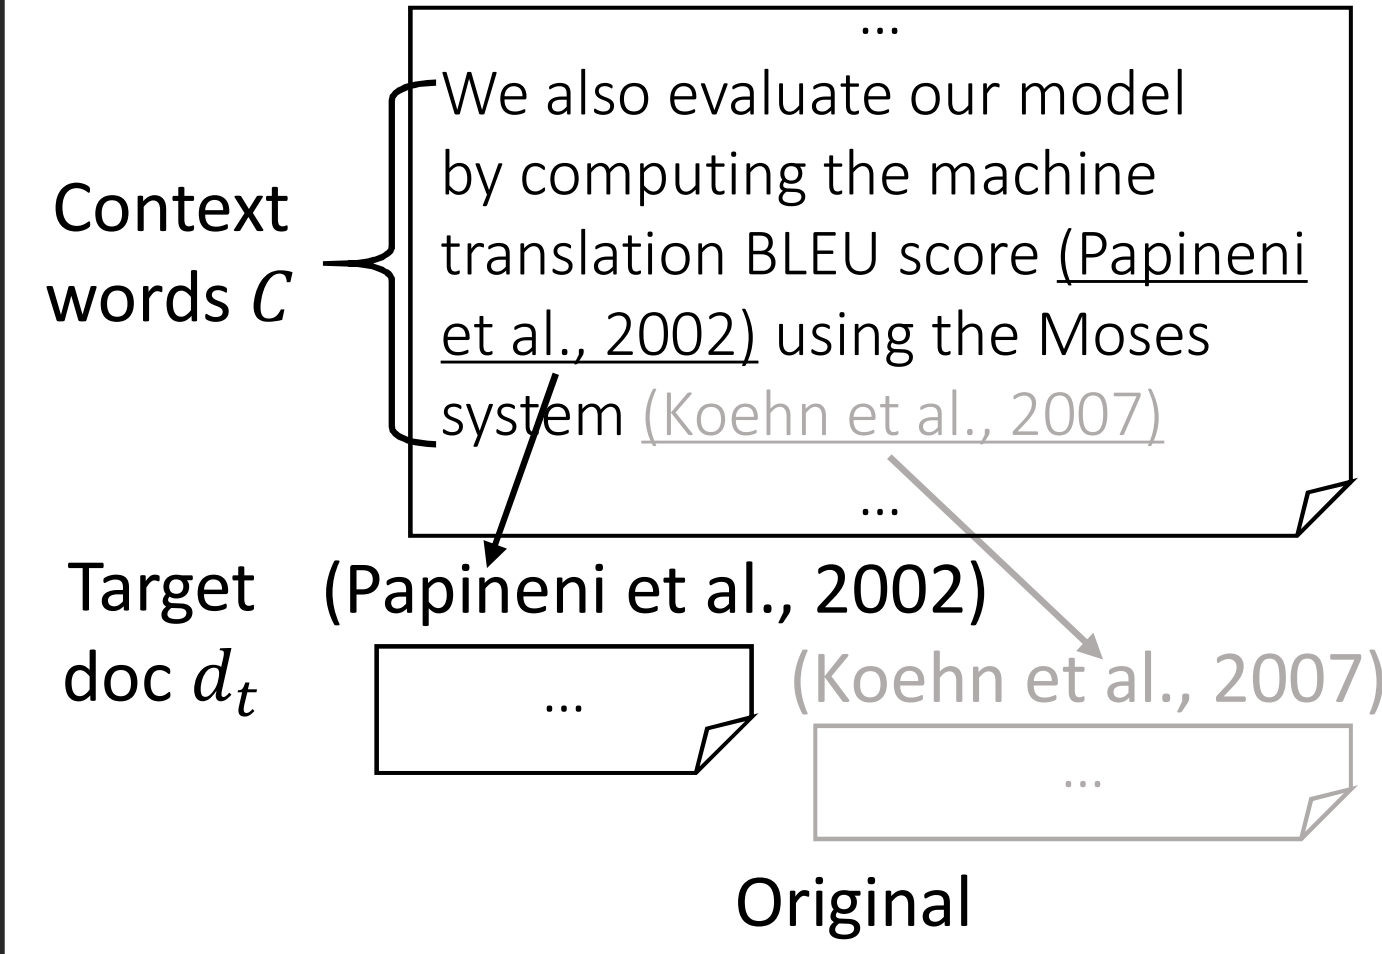 ...
We also evaluate our model
by computing the machine
translation BLEU score (Papineni
et al., 2002) using the Moses
system (Koehn et al., 2007)
...
Context
words C
Target
doc d_t
(Papineni et al., 2002)
...
(Koehn et al., 2007)
...
Original